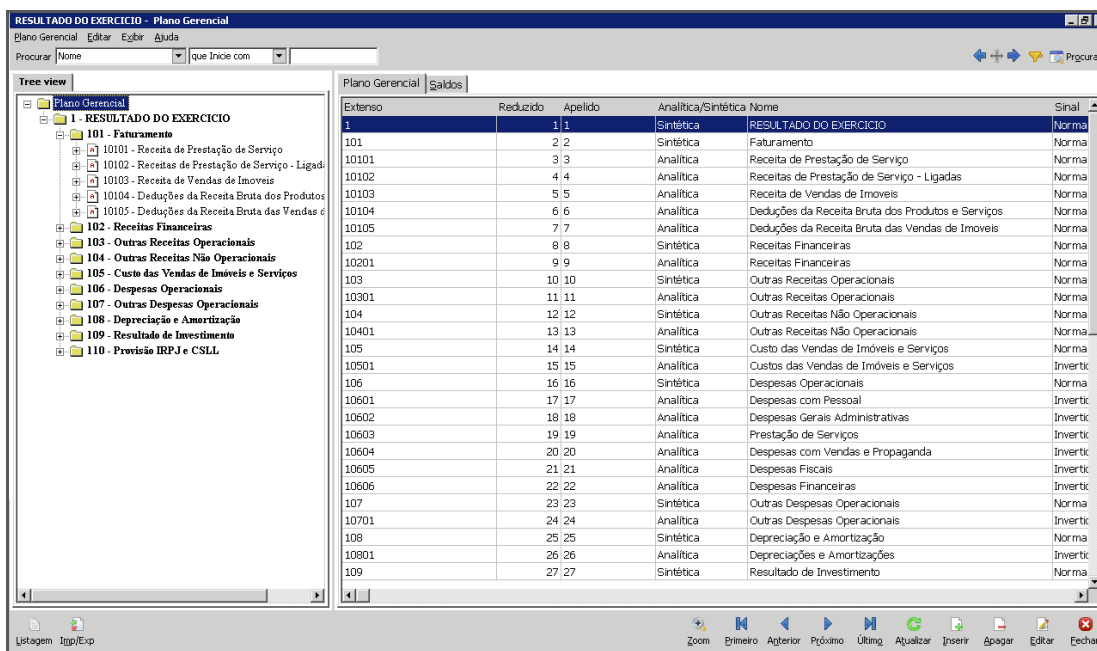 RESULTADO DO EXERCICIO - Plano Gerencial
Plano Gerencial Editar Exibir Ajuda
Procurar Nome que Inicie com Procura
Tree view
Plano Gerencial
1 - RESULTADO DO EXERCICIO
101 - Faturamento
10101 - Receita de Prestação de Serviço
10102 - Receitas de Prestação de Serviço - Ligada
10103 - Receita de Vendas de Imoveis
10104 - Deduções da Receita Bruta dos Produtos
10105 - Deduções da Receita Bruta das Vendas d
102 - Receitas Financeiras
103 - Outras Receitas Operacionais
104 - Outras Receitas Não Operacionais
105 - Custo das Vendas de Imóveis e Serviços
106 - Despesas Operacionais
107 - Outras Despesas Operacionais
108 - Depreciação e Amortização
109 - Resultado de Investimento
110 - Provisão IRPJ e CSLL
Plano Gerencial Saldos
Extenso Reduzido Apelido Analítica/Sintética Nome Sinal
1 1 1 Sintética RESULTADO DO EXERCICIO Norma
101 2 2 Sintética Faturamento Norma
10101 3 3 Analítica Receita de Prestação de Serviço Norma
10102 4 4 Analítica Receitas de Prestação de Serviço - Ligadas Norma
10103 5 5 Analítica Receita de Vendas de Imoveis Norma
10104 6 6 Analítica Deduções da Receita Bruta dos Produtos e Serviços Norma
10105 7 7 Analítica Deduções da Receita Bruta das Vendas de Imoveis Norma
102 8 8 Sintética Receitas Financeiras Norma
10201 9 9 Analítica Receitas Financeiras Norma
103 10 10 Sintética Outras Receitas Operacionais Norma
10301 11 11 Analítica Outras Receitas Operacionais Norma
104 12 12 Sintética Outras Receitas Não Operacionais Norma
10401 13 13 Analítica Outras Receitas Não Operacionais Norma
105 14 14 Sintética Custo das Vendas de Imóveis e Serviços Norma
10501 15 15 Analítica Custos das Vendas de Imóveis e Serviços Invertic
106 16 16 Sintética Despesas Operacionais Norma
10601 17 17 Analítica Despesas com Pessoal Invertic
10602 18 18 Analítica Despesas Gerais Administrativas Invertic
10603 19 19 Analítica Prestação de Serviços Invertic
10604 20 20 Analítica Despesas com Vendas e Propaganda Invertic
10605 21 21 Analítica Despesas Fiscais Invertic
10606 22 22 Analítica Despesas Financeiras Invertic
107 23 23 Sintética Outras Despesas Operacionais Norma
10701 24 24 Analítica Outras Despesas Operacionais Invertic
108 25 25 Sintética Depreciação e Amortização Norma
10801 26 26 Analítica Depreciações e Amortizações Invertic
109 27 27 Sintética Resultado de Investimento Norma
Listagem Imp/Exp Zoom Primeiro Anterior Próximo Último Atualizar Inserir Apagar Editar Fechar